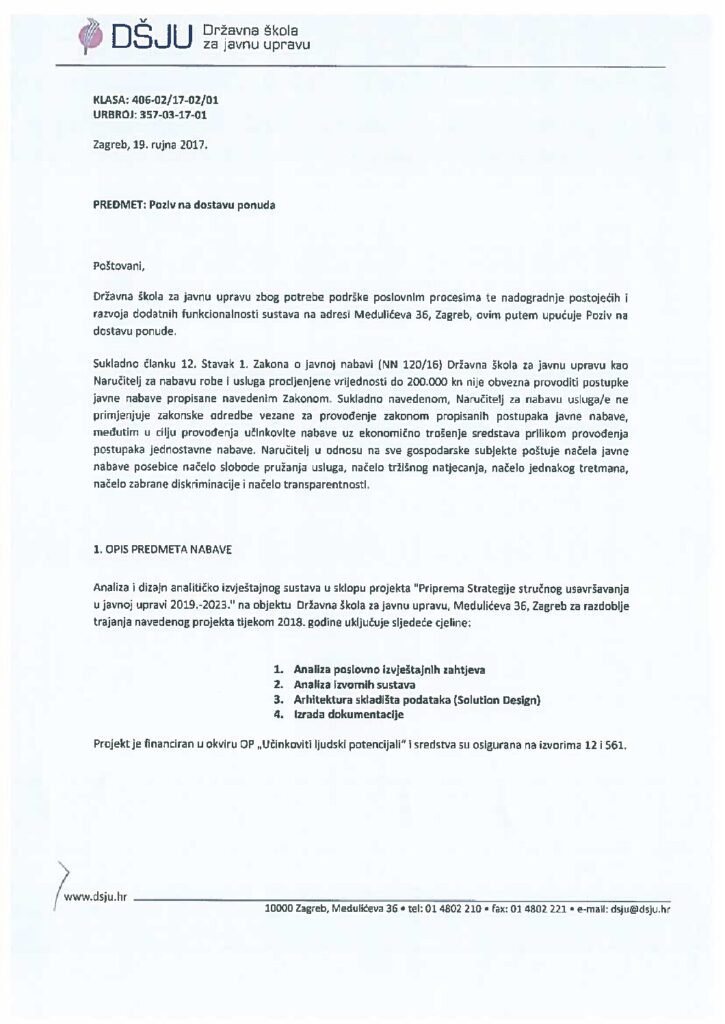 DŠJU Državna škola
za javnu upravu
KLASA: 406-02/17-02/01
URBROJ: 357-03-17-01
Zagreb, 19. rujna 2017.
PREDMET: Poziv na dostavu ponuda
Poštovani,
Državna škola za javnu upravu zbog potrebe podrške poslovnim procesima te nadogradnje postojećih i
razvoja dodatnih funkcionalnosti sustava na adresi Medulićeva 36, Zagreb, ovim putem upućuje Poziv na
dostavu ponude.
Sukladno članku 12. Stavak 1. Zakona o javnoj nabavi (NN 120/16) Državna škola za javnu upravu kao
Naručitelj za nabavu robe i usluga procijenjene vrijednosti do 200.000 kn nije obvezna provoditi postupke
javne nabave propisane navedenim Zakonom. Sukladno navedenom, Naručitelj za nabavu usluga/e ne
primjenjuje zakonske odredbe vezane za provođenje zakonom propisanih postupaka javne nabave,
međutim u cilju provođenja učinkovite nabave uz ekonomično trošenje sredstava prilikom provođenja
postupaka jednostavne nabave. Naručitelj u odnosu na sve gospodarske subjekte poštuje načela javne
nabave posebice načelo slobode pružanja usluga, načelo tržišnog natjecanja, načelo jednakog tretmana,
načelo zabrane diskriminacije i načelo transparentnosti.
1. OPIS PREDMETA NABAVE
Analiza i dizajn analitičko izvještajnog sustava u sklopu projekta "Priprema Strategije stručnog usavršavanja
u javnoj upravi 2019.-2023." na objektu Državna škola za javnu upravu, Medulićeva 36, Zagreb za razdoblje
trajanja navedenog projekta tijekom 2018. godine uključuje sljedeće cjeline:
1. Analiza poslovno izvještajnih zahtjeva
2. Analiza izvornih sustava
3. Arhitektura skladišta podataka (Solution Design)
4. Izrada dokumentacije
Projekt je financiran u okviru OP „Učinkoviti ljudski potencijali" i sredstva su osigurana na izvorima 12 i 561.
www.dsju.hr
10000 Zagreb, Medulićeva 36 • tel: 01 4802 210 • fax: 01 4802 221 • e-mail: dsju@dsju.hr